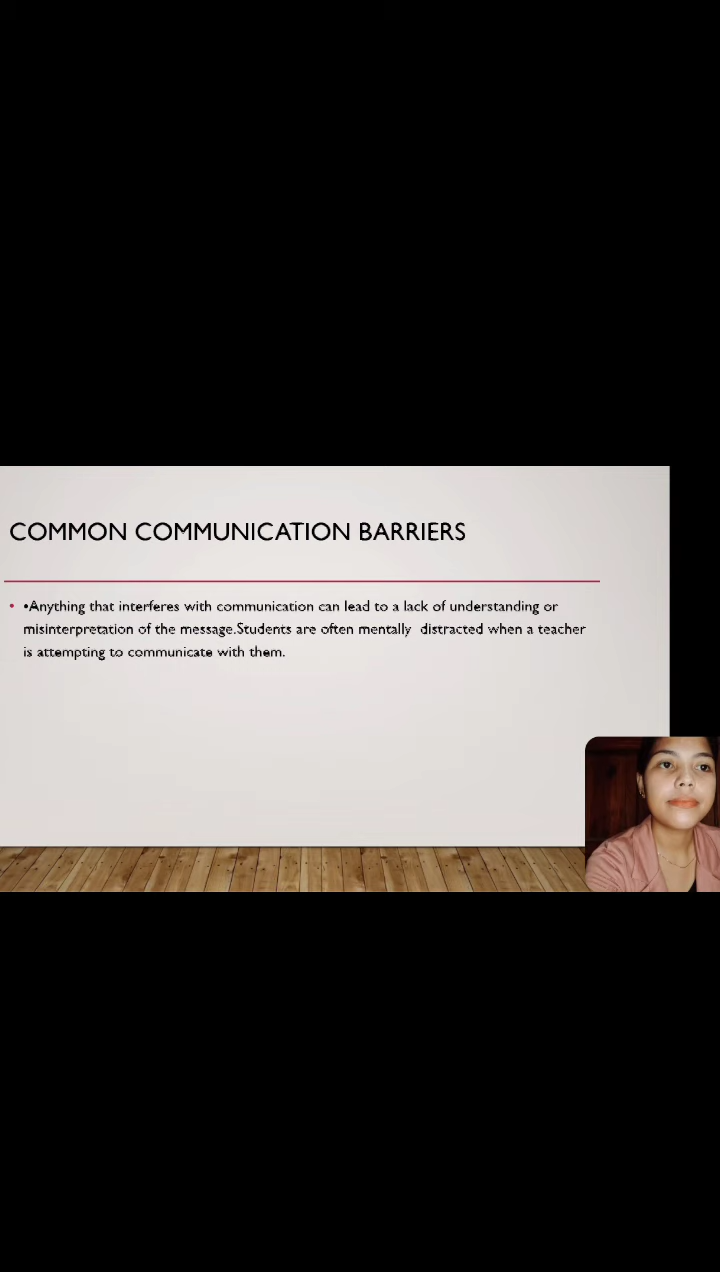 COMMON COMMUNICATION BARRIERS
• •Anything that interferes with communication can lead to a lack of understanding or
misinterpretation of the message.Students are often mentally  distracted when a teacher
is attempting to communicate with them.